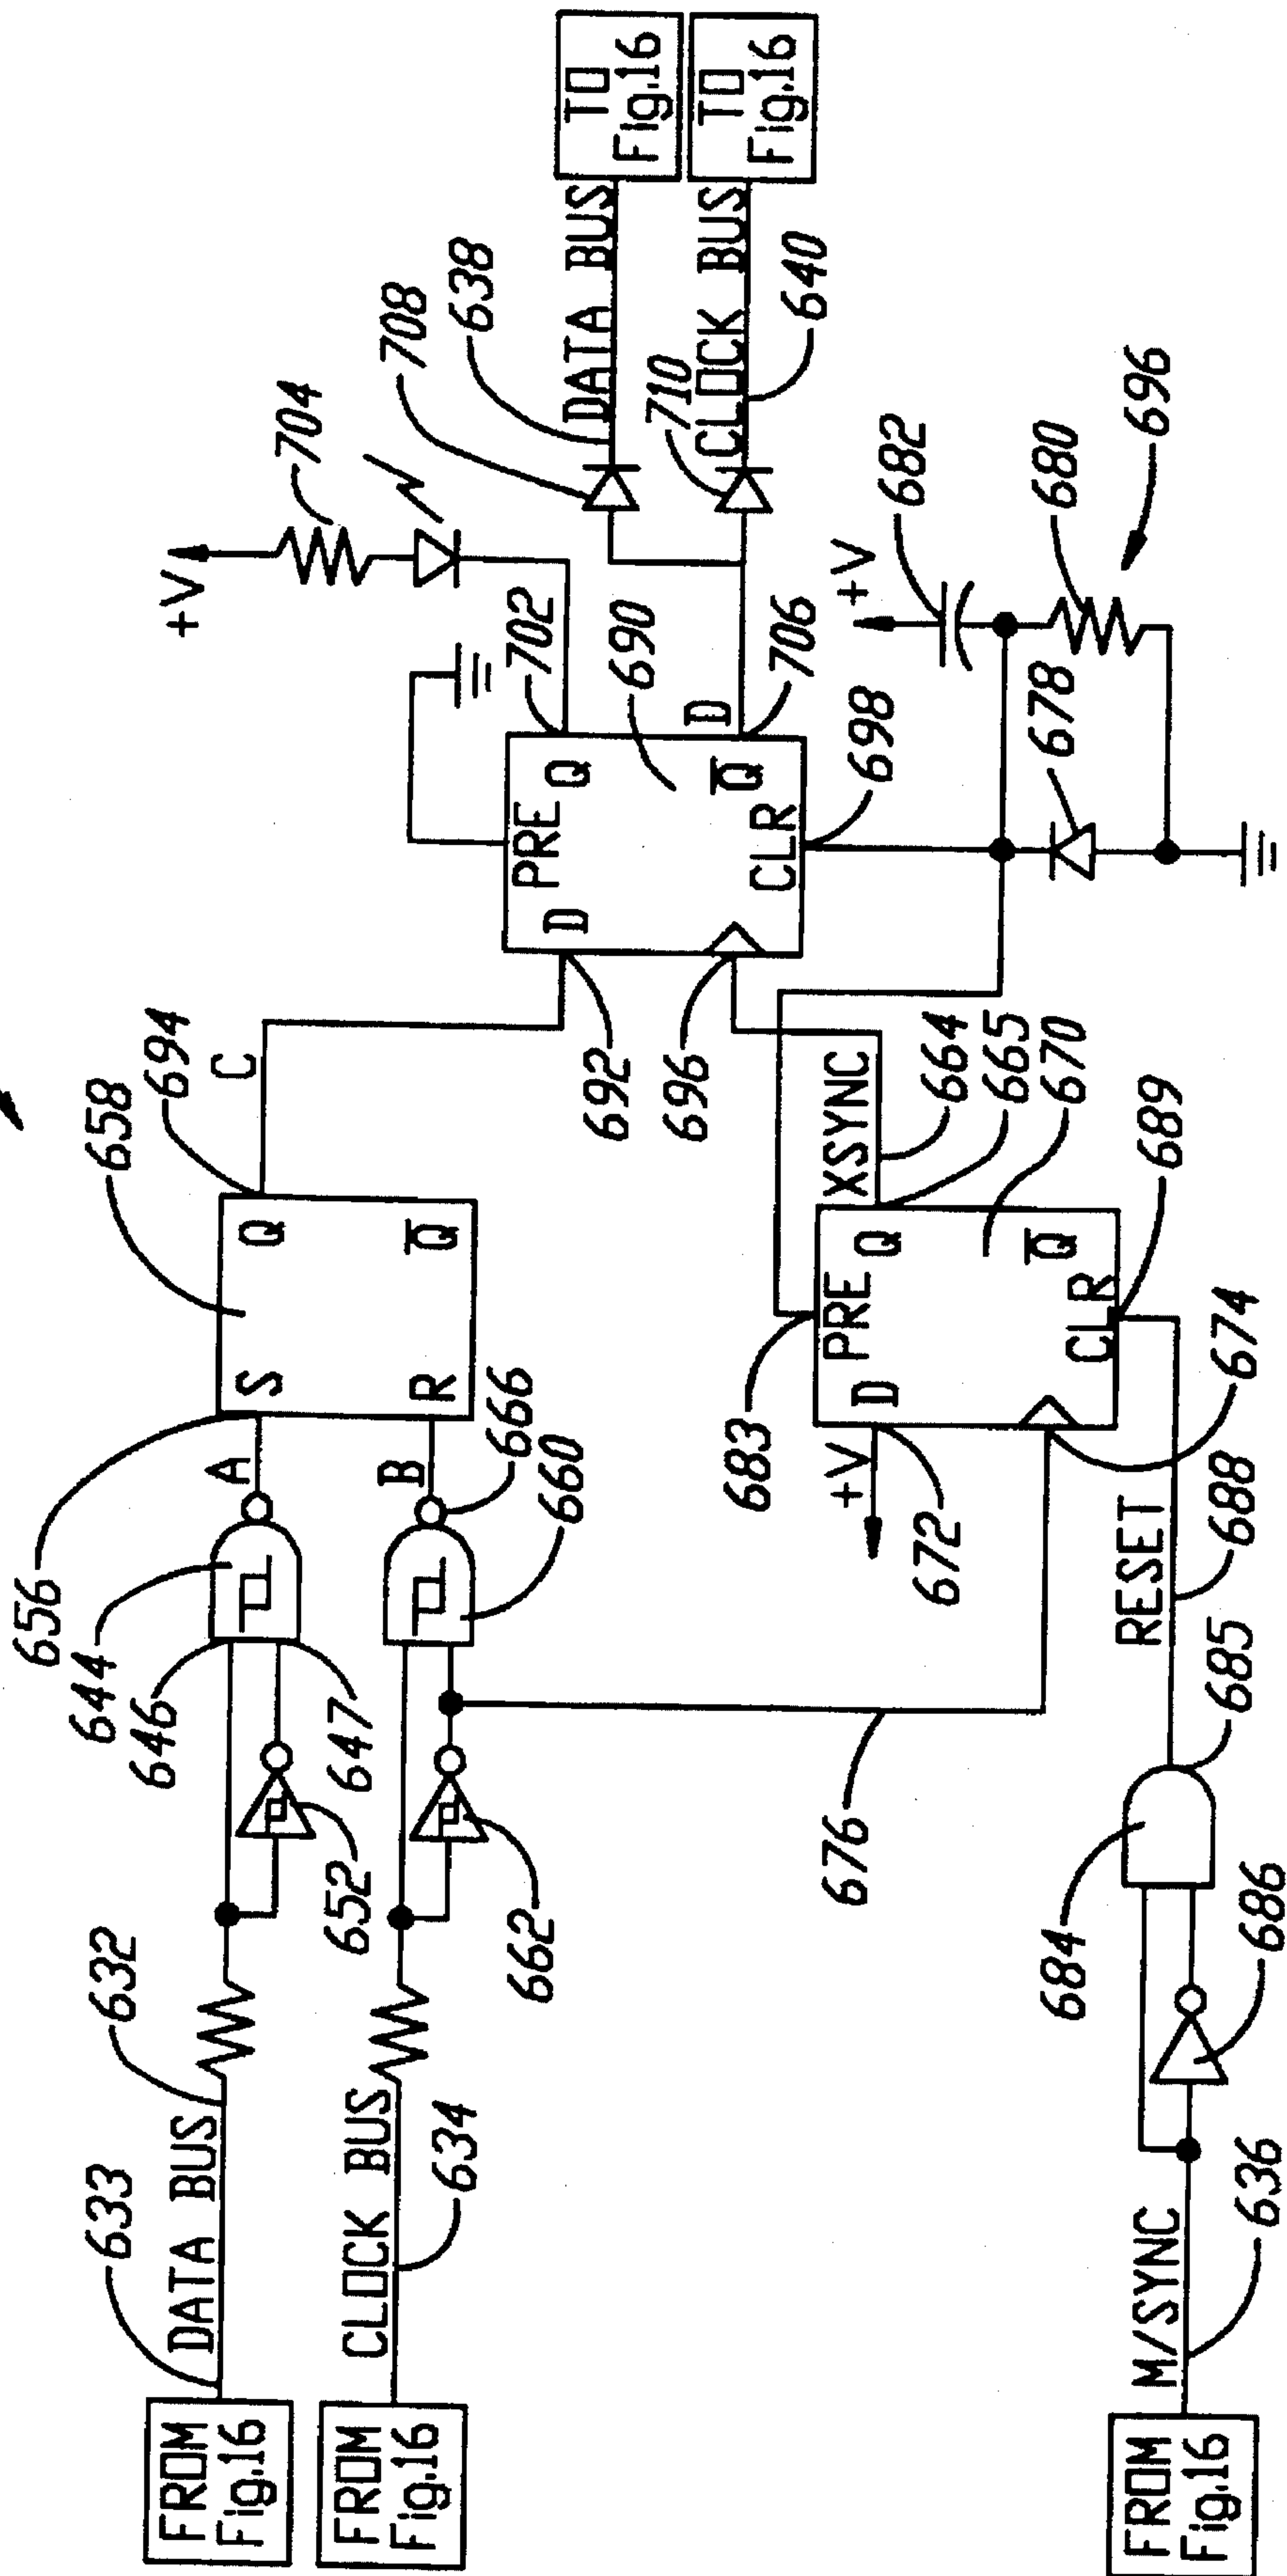 FROM
Fig.16
633
DATA BUS
632
646
644
656
A
647
652
S
Q
R
Q
658
694
C
FROM
Fig.16
CLOCK BUS
634
662
B
666
660
676
FROM
Fig.16
M/SYNC
636
686
684
685
RESET
688
689
674
672
+V
683
D
PRE
Q
Q
CLR
XSYNC
664
665
670
692
696
D
PRE
Q
Q
CLR
690
698
702
706
D
+V
704
708
638
DATA BUS
TO
Fig.16
710
CLOCK BUS
640
TO
Fig.16
+V
682
680
678
696